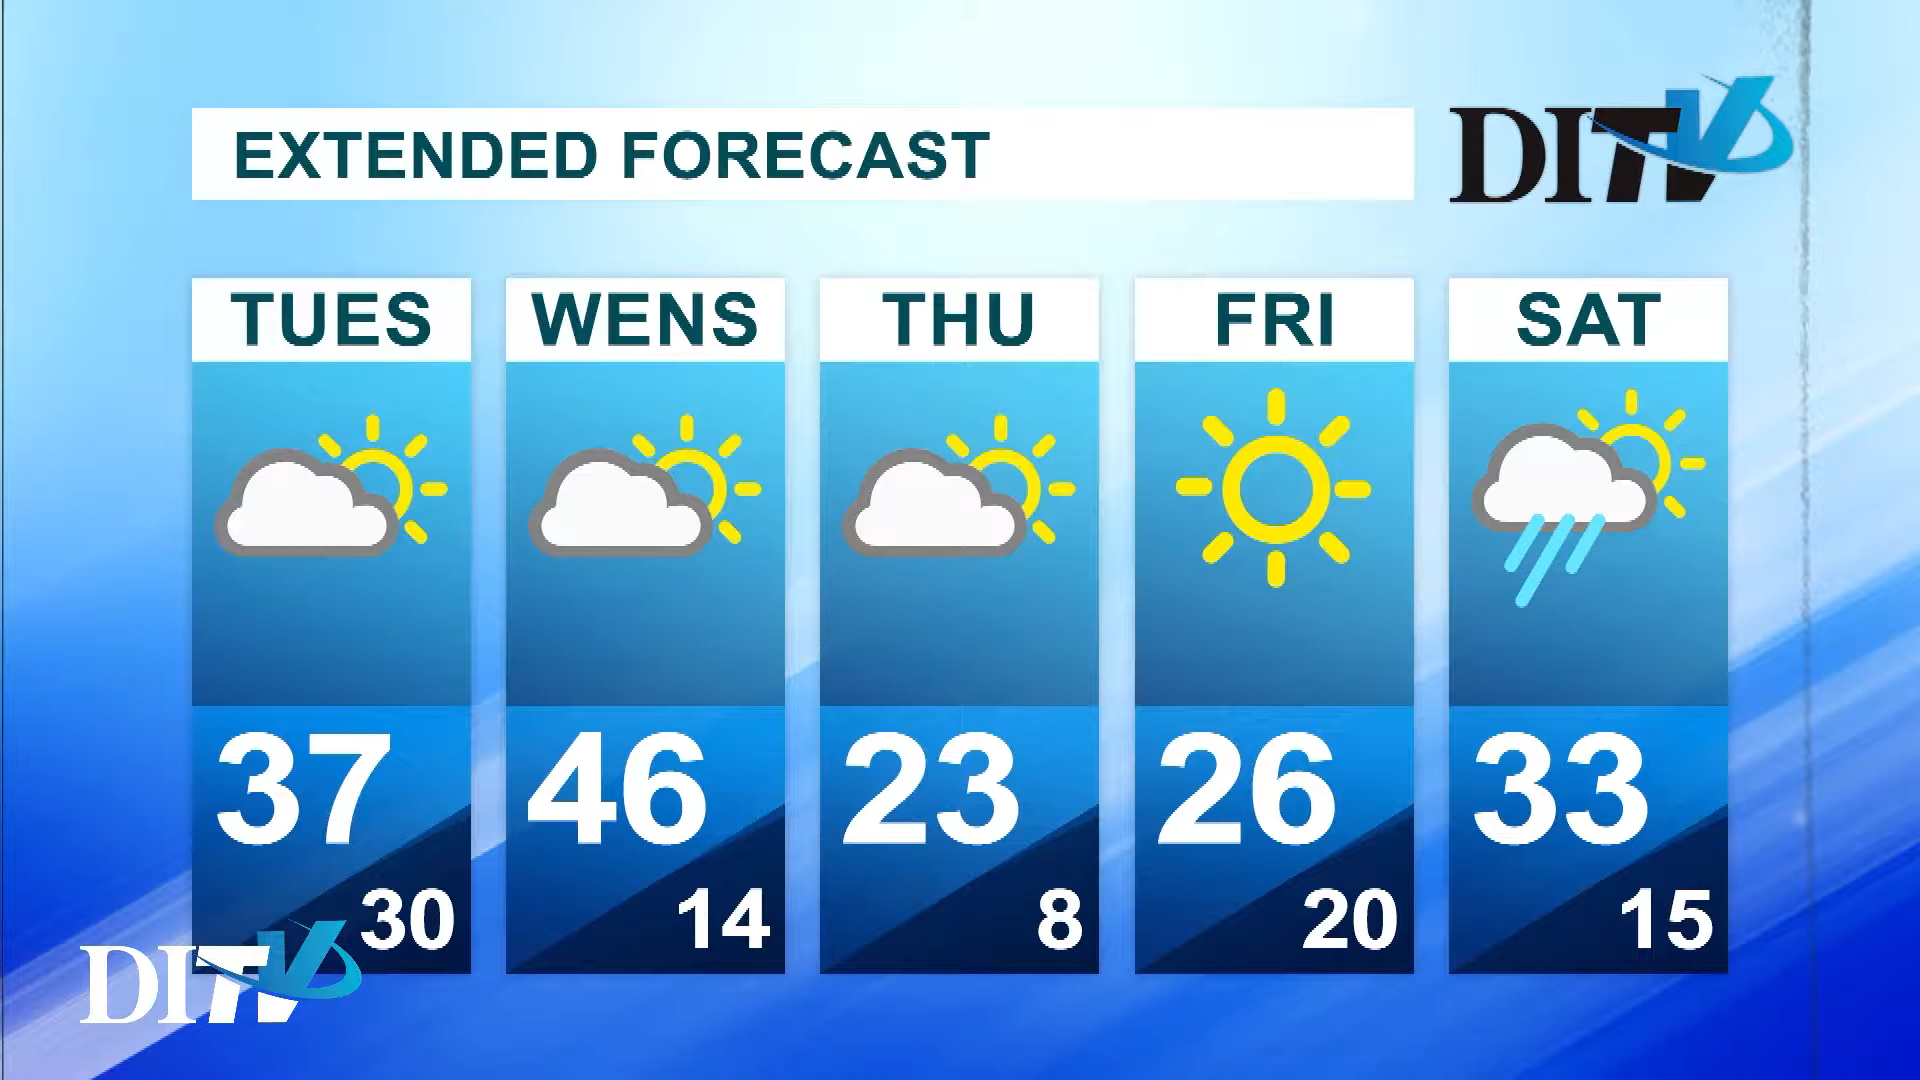 EXTENDED FORECAST
DITV
TUES WENS THU FRI SAT
37 46 23 26 33
30 14 8 20 15
DITV